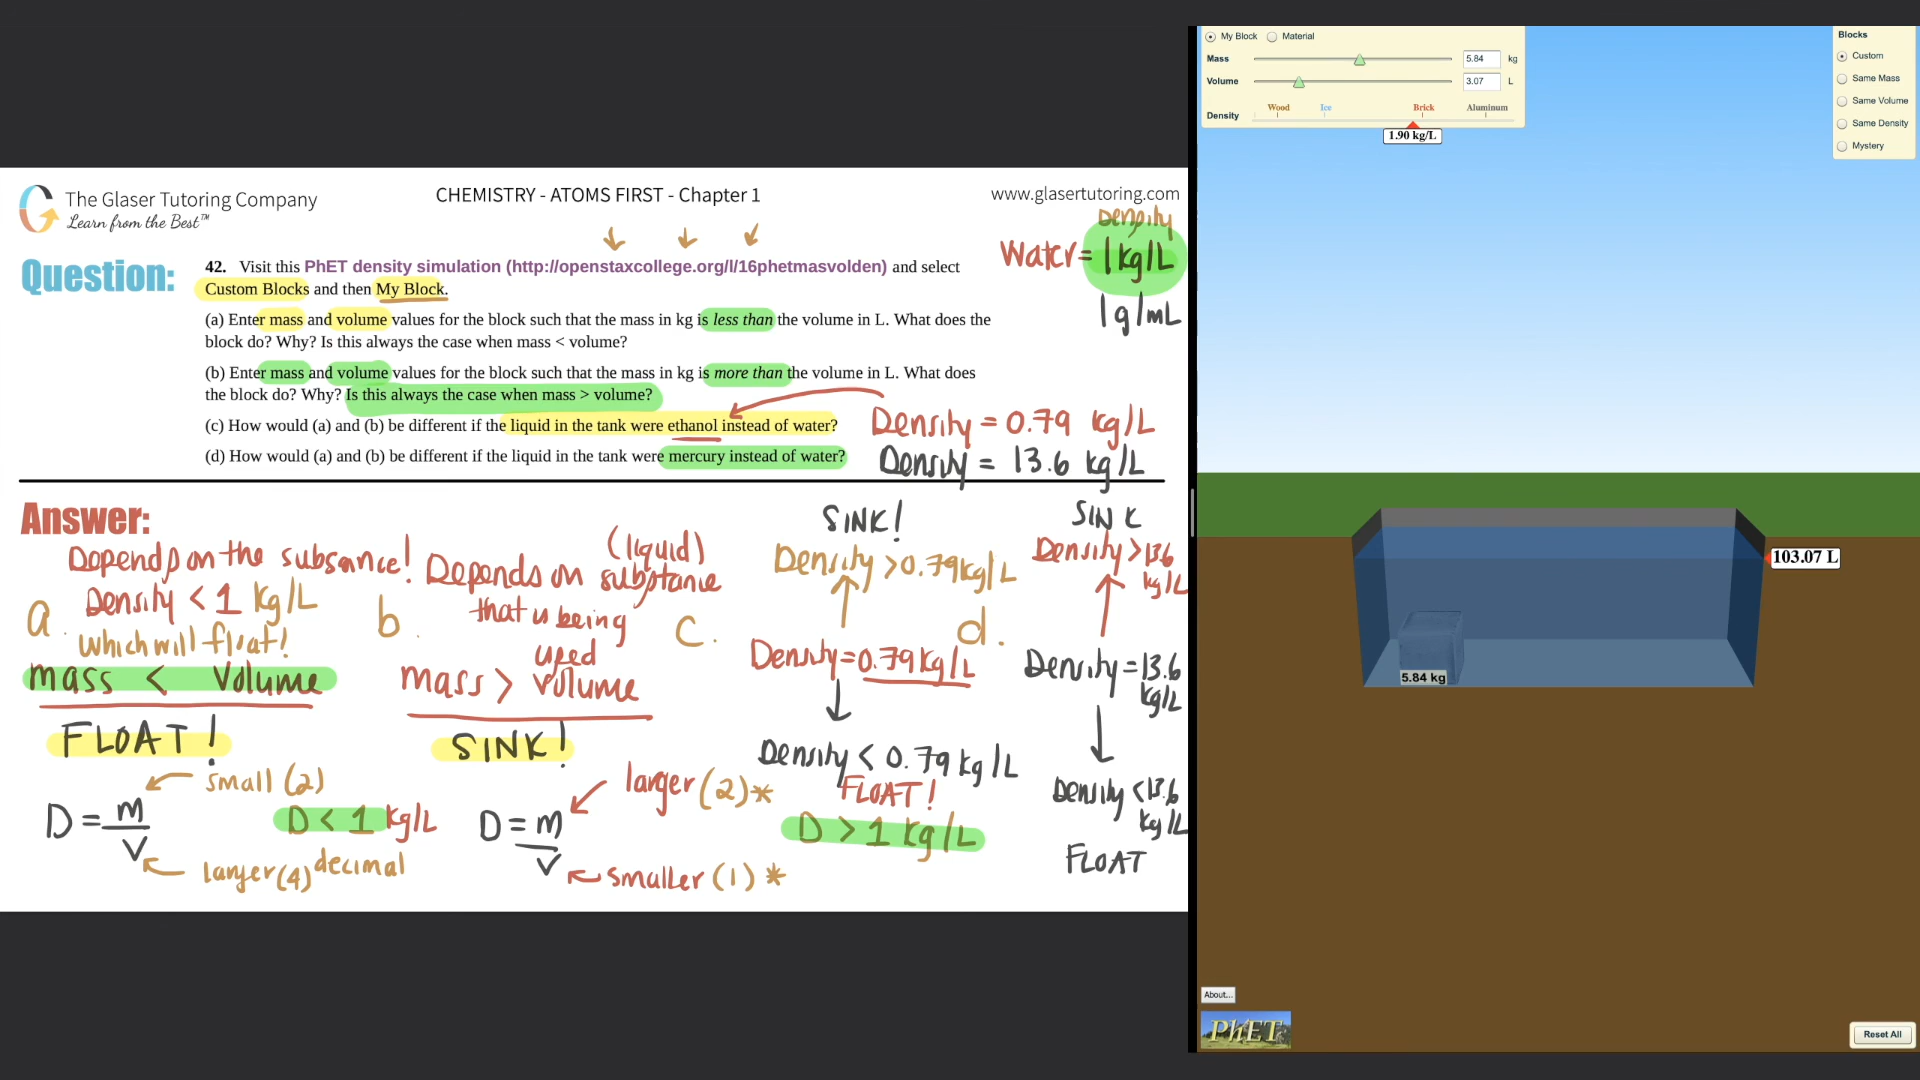 The Glaser Tutoring Company
Learn from the Best™
CHEMISTRY - ATOMS FIRST - Chapter 1
www.glasertutoring.com
Density
Water = 1 kg/L
1 g/mL
Question:
42. Visit this PhET density simulation (http://openstaxcollege.org/l/16phetmasvolden) and select
Custom Blocks and then My Block.
(a) Enter mass and volume values for the block such that the mass in kg is less than the volume in L. What does the
block do? Why? Is this always the case when mass < volume?
(b) Enter mass and volume values for the block such that the mass in kg is more than the volume in L. What does
the block do? Why? Is this always the case when mass > volume?
(c) How would (a) and (b) be different if the liquid in the tank were ethanol instead of water?
Density = 0.79 kg/L
(d) How would (a) and (b) be different if the liquid in the tank were mercury instead of water?
Density = 13.6 kg/L
Answer:
Depends on the subsance!
Density < 1 kg/L
a. which will float!
mass < Volume
FLOAT!
D = m/V
small (2)
larger (4) decimal
D < 1 kg/L
b. Depends on (liquid) substance
that is being
used
mass > volume
SINK!
D = m/V
larger (2)*
smaller (1) *
D > 1 kg/L
c. SINK!
Density > 0.79 kg/L
Density = 0.79 kg/L
Density < 0.79 kg/L
FLOAT!
d. SINK
Density > 13.6
kg/L
Density = 13.6
kg/L
Density < 13.6
kg/L
FLOAT
My Block Material
Mass 5.84 kg
Volume 3.07 L
Wood Ice Brick Aluminum
Density
1.90 kg/L
Blocks
Custom
Same Mass
Same Volume
Same Density
Mystery
103.07 L
5.84 kg
About...
PhET
Reset All